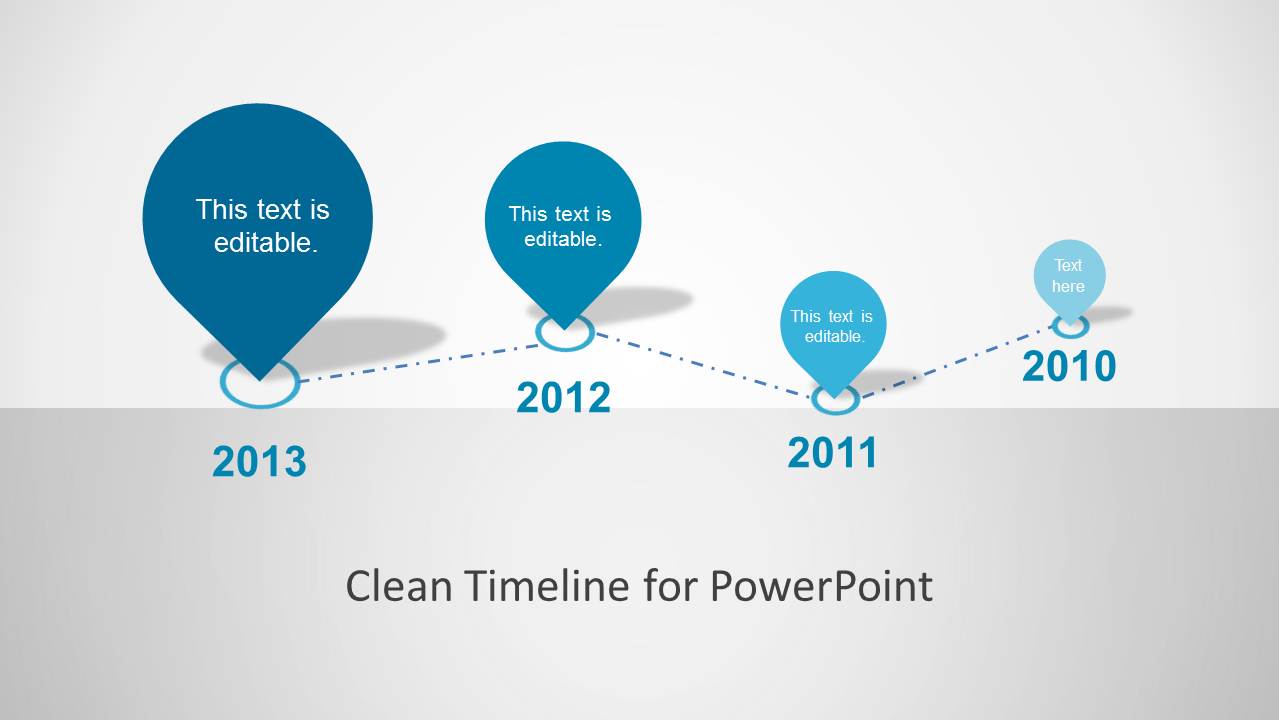 This text is
editable.
2013
This text is
editable.
2012
This text is
editable.
2011
Text
here
2010
Clean Timeline for PowerPoint